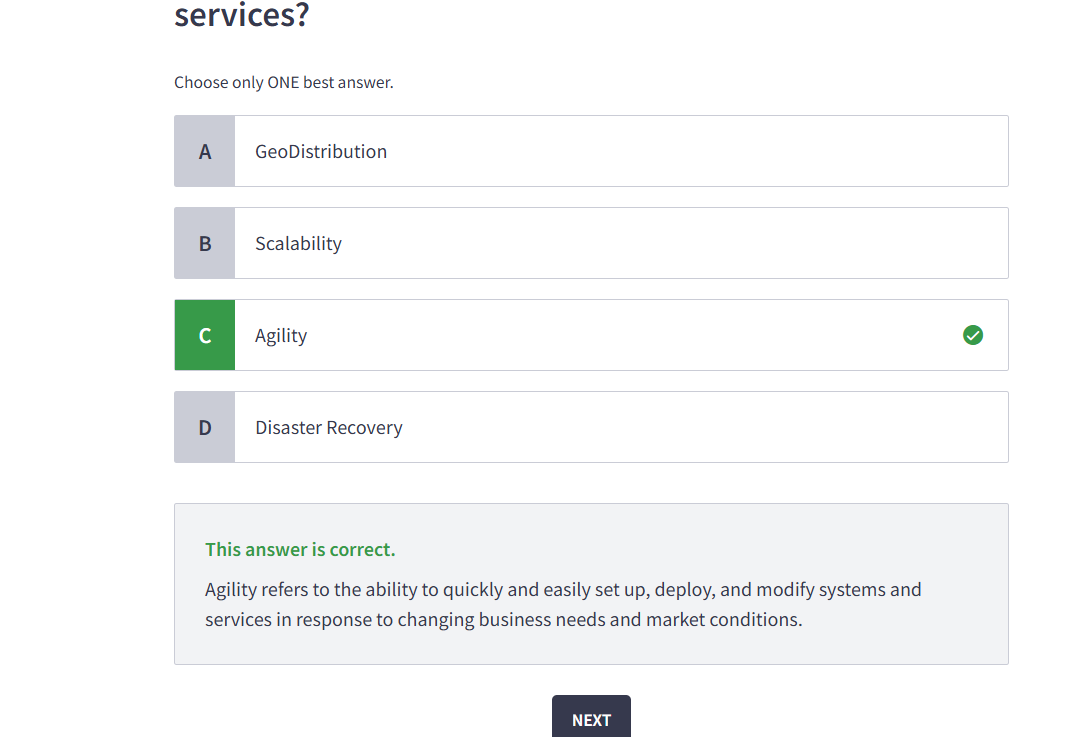 services?
Choose only ONE best answer.
A GeoDistribution
B Scalability
C Agility
D Disaster Recovery
This answer is correct.
Agility refers to the ability to quickly and easily set up, deploy, and modify systems and
services in response to changing business needs and market conditions.
NEXT